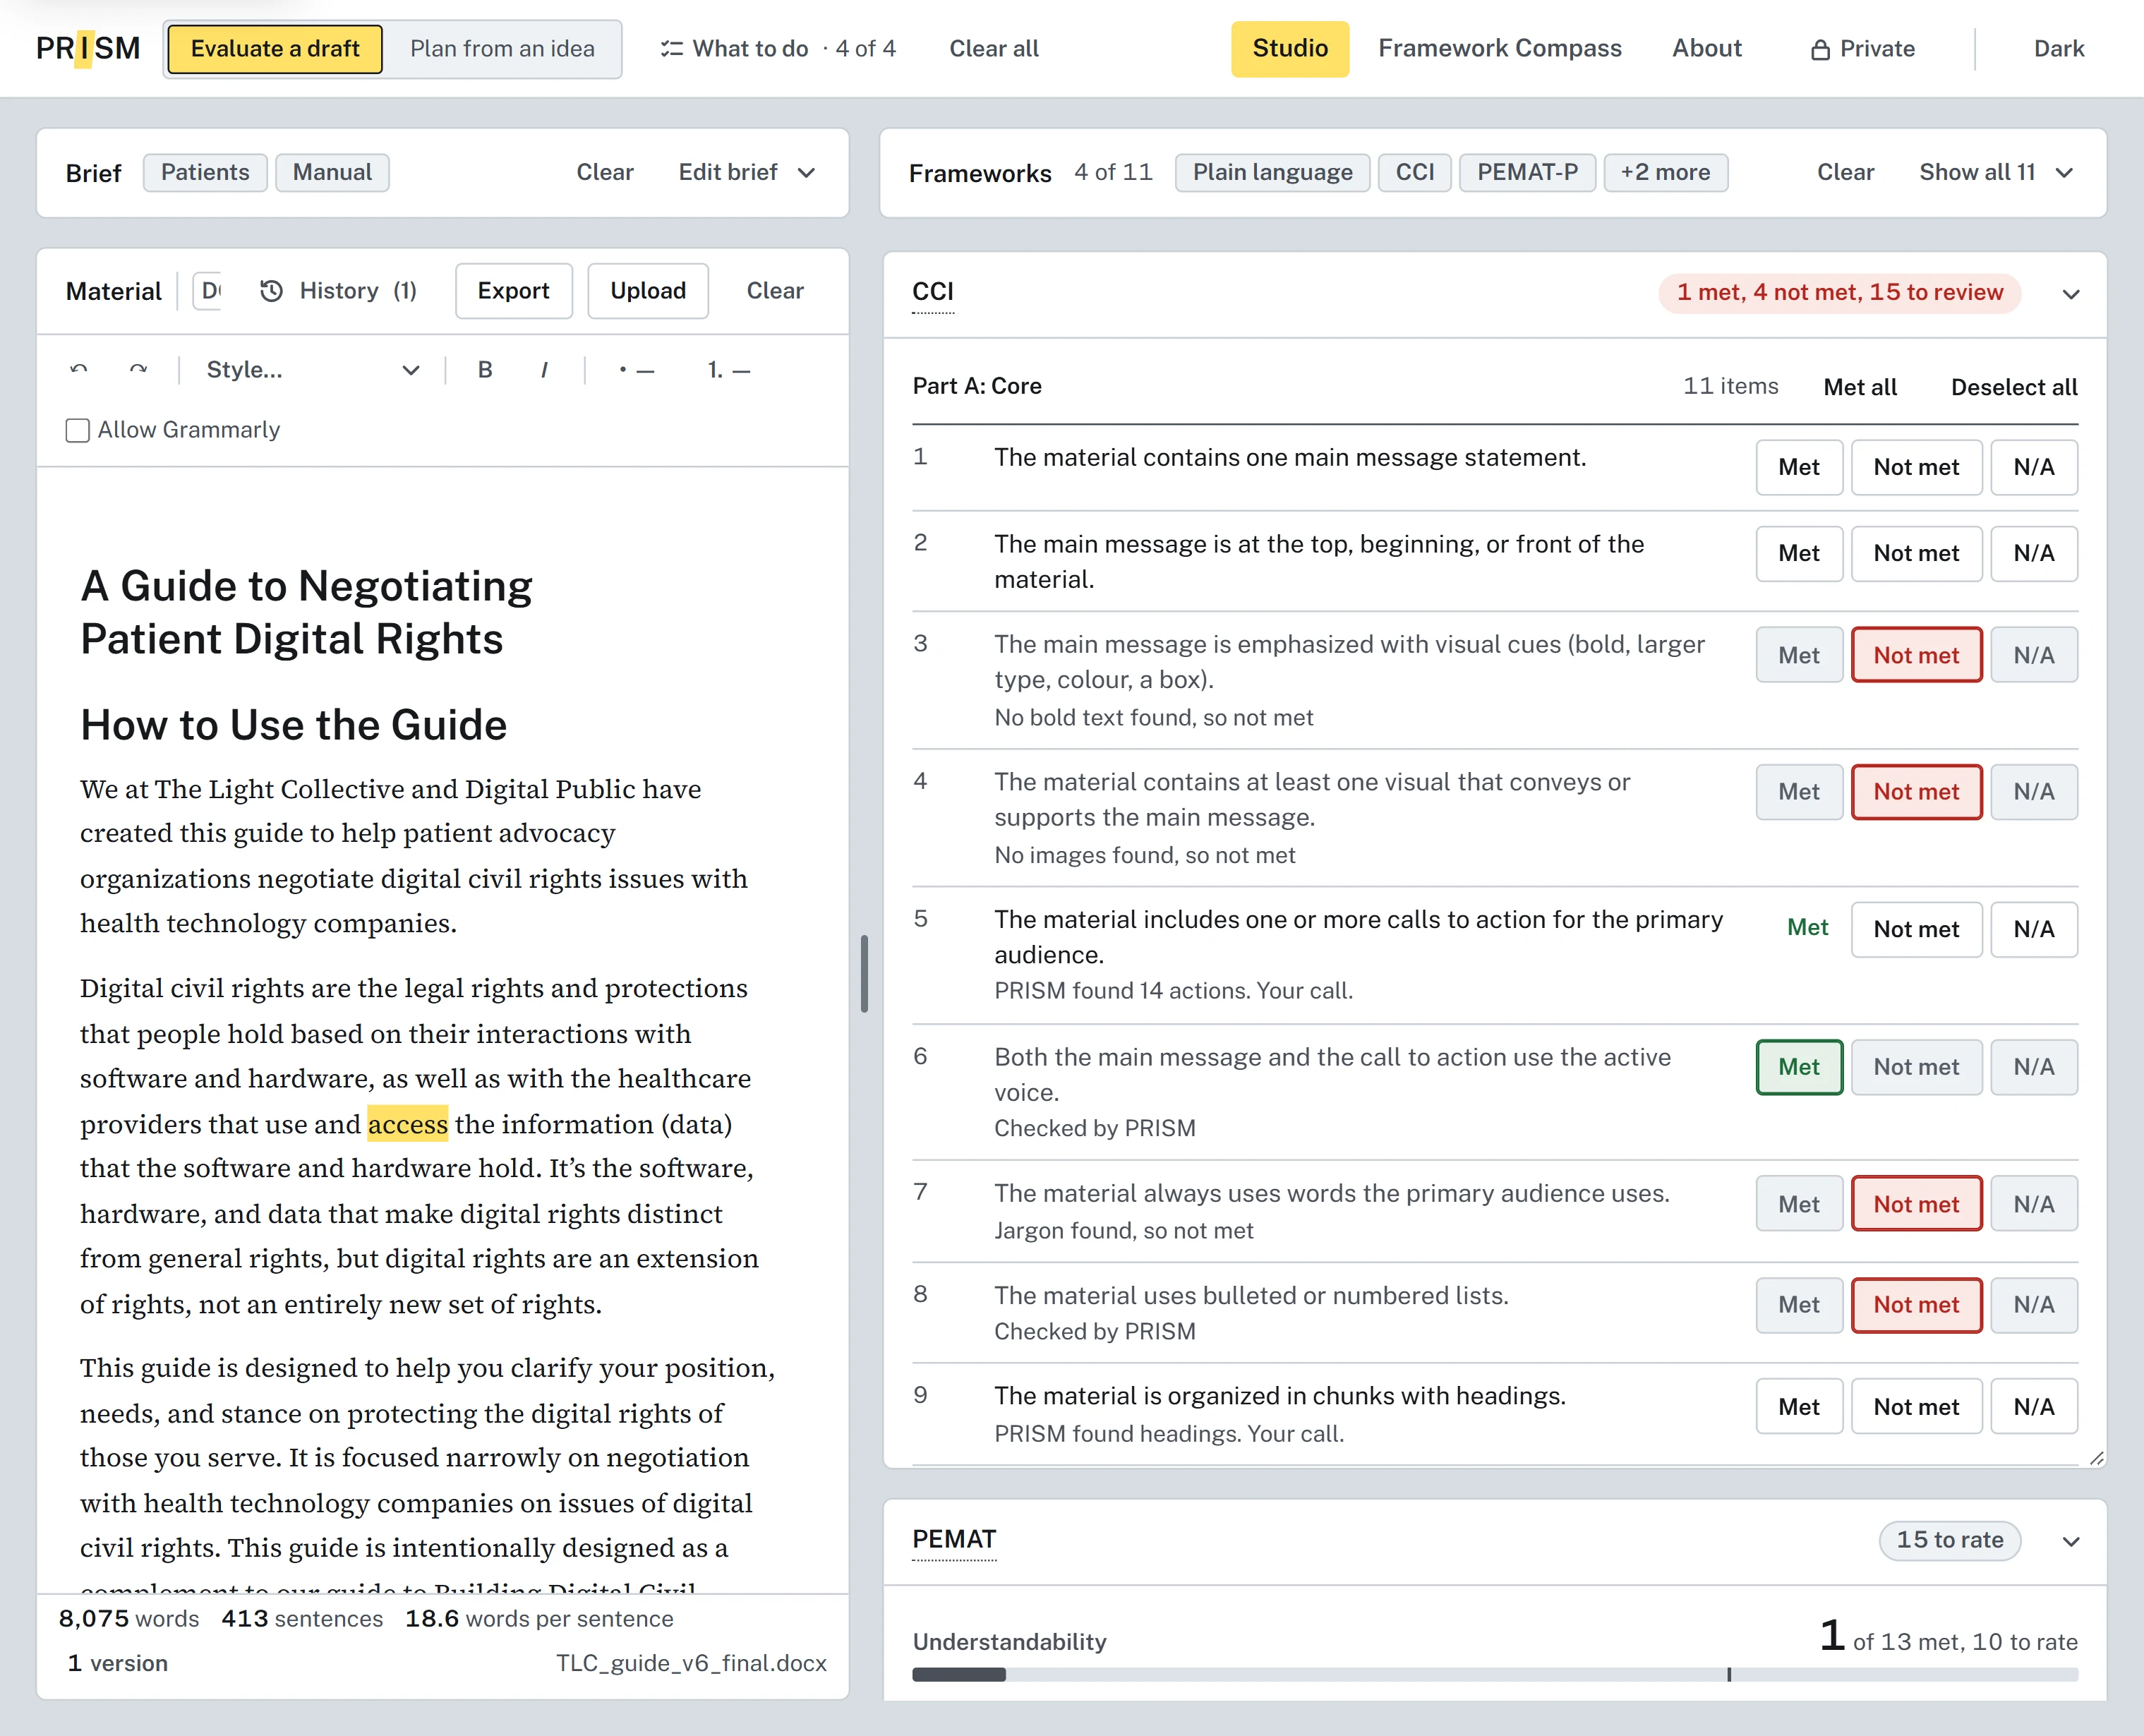 PRISM
Evaluate a draft
Plan from an idea
What to do · 4 of 4
Clear all
Studio
Framework Compass
About
Private
Dark
Brief
Patients
Manual
Clear
Edit brief
Frameworks
4 of 11
Plain language
CCI
PEMAT-P
+2 more
Clear
Show all 11
Material
History (1)
Export
Upload
Clear
Style...
B
I
• —
1. —
Allow Grammarly
A Guide to Negotiating
Patient Digital Rights
How to Use the Guide
We at The Light Collective and Digital Public have
created this guide to help patient advocacy
organizations negotiate digital civil rights issues with
health technology companies.
Digital civil rights are the legal rights and protections
that people hold based on their interactions with
software and hardware, as well as with the healthcare
providers that use and access the information (data)
that the software and hardware hold. It’s the software,
hardware, and data that make digital rights distinct
from general rights, but digital rights are an extension
of rights, not an entirely new set of rights.
This guide is designed to help you clarify your position,
needs, and stance on protecting the digital rights of
those you serve. It is focused narrowly on negotiation
with health technology companies on issues of digital
civil rights. This guide is intentionally designed as a
complement to our guide to Building Digital Civil
8,075 words 413 sentences 18.6 words per sentence
1 version
TLC_guide_v6_final.docx
CCI
1 met, 4 not met, 15 to review
Part A: Core
11 items
Met all
Deselect all
1 The material contains one main message statement.
Met Not met N/A
2 The main message is at the top, beginning, or front of the
material.
Met Not met N/A
3 The main message is emphasized with visual cues (bold, larger
type, colour, a box).
No bold text found, so not met
Met Not met N/A
4 The material contains at least one visual that conveys or
supports the main message.
No images found, so not met
Met Not met N/A
5 The material includes one or more calls to action for the primary
audience.
PRISM found 14 actions. Your call.
Met Not met N/A
6 Both the main message and the call to action use the active
voice.
Checked by PRISM
Met Not met N/A
7 The material always uses words the primary audience uses.
Jargon found, so not met
Met Not met N/A
8 The material uses bulleted or numbered lists.
Checked by PRISM
Met Not met N/A
9 The material is organized in chunks with headings.
PRISM found headings. Your call.
Met Not met N/A
PEMAT
15 to rate
Understandability
1 of 13 met, 10 to rate